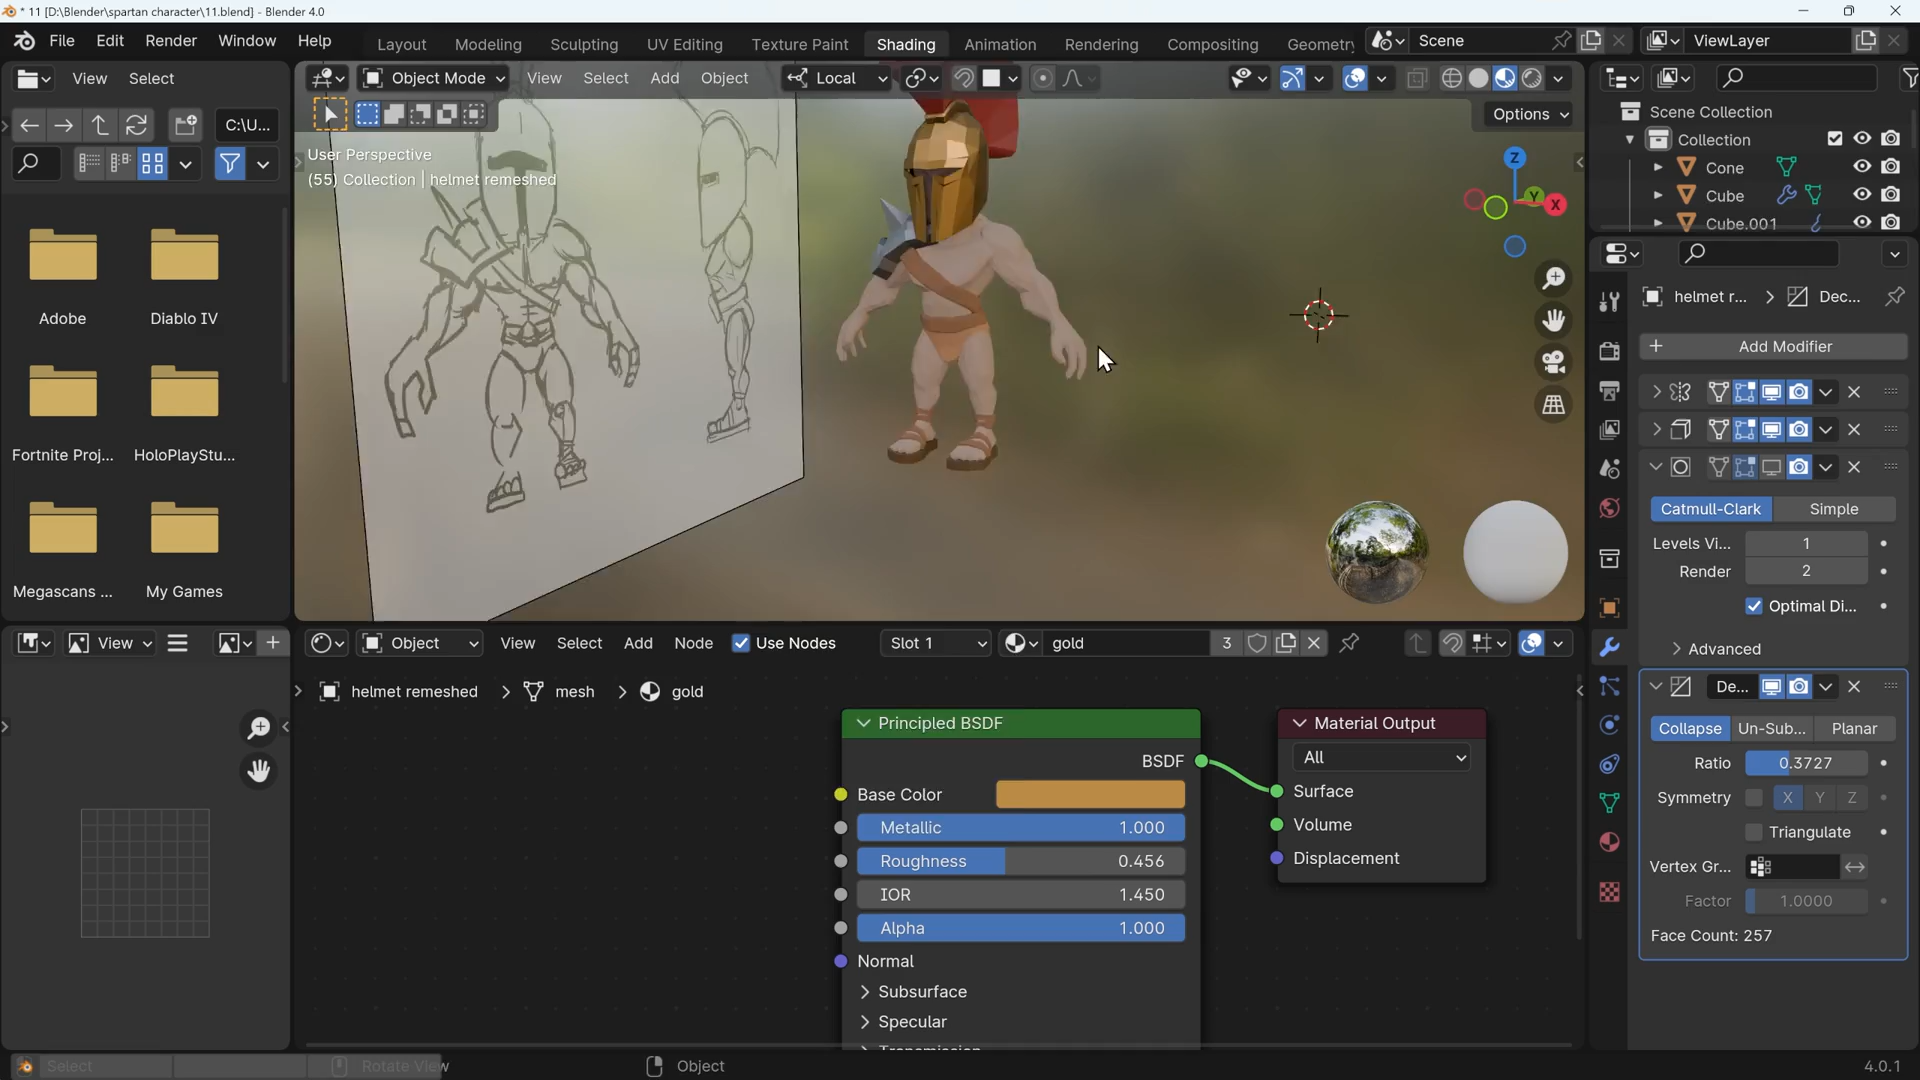 * 11 [D:\Blender\spartan character\11.blend] - Blender 4.0
File Edit Render Window Help
Layout Modeling Sculpting UV Editing Texture Paint Shading Animation Rendering Compositing Geometry
Scene
ViewLayer
View Select
Object Mode View Select Add Object Local
C:\U...
Options
User Perspective
(55) Collection | helmet remeshed
Z
Y
X
Adobe
Diablo IV
Fortnite Proj...
HoloPlayStu...
Megascans ...
My Games
Scene Collection
Collection
Cone
Cube
Cube.001
helmet r... Dec...
Add Modifier
Catmull-Clark Simple
Levels Vi... 1
Render 2
Optimal Di...
Advanced
De...
Collapse Un-Sub... Planar
Ratio 0.3727
Symmetry X Y Z
Triangulate
Vertex Gr...
Factor 1.0000
Face Count: 257
View
Object View Select Add Node Use Nodes Slot 1 gold 3
helmet remeshed mesh gold
Principled BSDF
BSDF
Base Color
Metallic 1.000
Roughness 0.456
IOR 1.450
Alpha 1.000
Normal
Subsurface
Specular
Material Output
All
Surface
Volume
Displacement
Select Rotate View Object 4.0.1